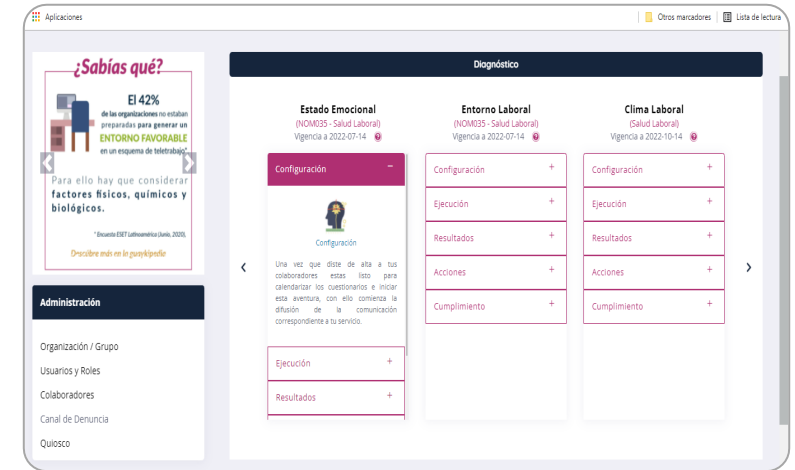 Aplicaciones
Otros marcadores
Lista de lectura
¿Sabías qué?
El 42%
de las organizaciones no estaban
preparadas para generar un
ENTORNO FAVORABLE
en un esquema de teletrabajo*
Para ello hay que considerar
factores físicos, químicos y
biológicos.
* Encuesta ESET Latinoamérica (Junio, 2020).
Descúbre más en la guaykipedia
Administración
Organización / Grupo
Usuarios y Roles
Colaboradores
Canal de Denuncia
Quiosco
Diagnóstico
Estado Emocional
(NOM035 - Salud Laboral)
Vigencia a 2022-07-14
Configuración −
Configuración
Una vez que diste de alta a tus
colaboradores estas listo para
calendarizar los cuestionarios e iniciar
esta aventura, con ello comienza la
difusión de la comunicación
correspondiente a tu servicio.
Ejecución +
Resultados +
Entorno Laboral
(NOM035 - Salud Laboral)
Vigencia a 2022-07-14
Configuración +
Ejecución +
Resultados +
Acciones +
Cumplimiento +
Clima Laboral
(Salud Laboral)
Vigencia a 2022-10-14
Configuración +
Ejecución +
Resultados +
Acciones +
Cumplimiento +